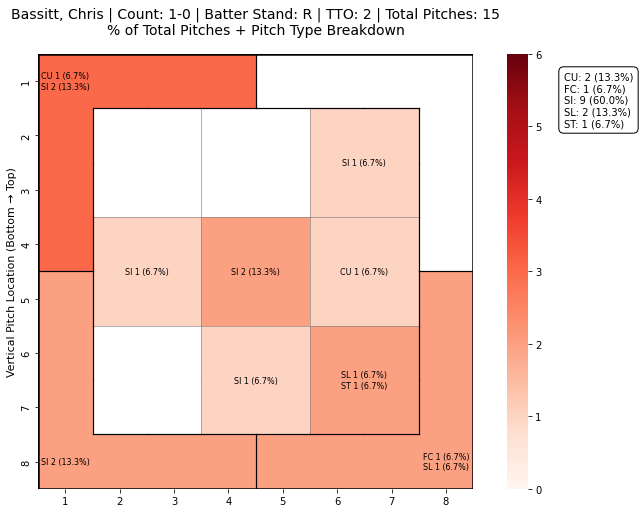 Bassitt, Chris | Count: 1-0 | Batter Stand: R | TTO: 2 | Total Pitches: 15
% of Total Pitches + Pitch Type Breakdown
CU 1 (6.7%)
SI 2 (13.3%)
SI 1 (6.7%)
SI 1 (6.7%)
SI 2 (13.3%)
CU 1 (6.7%)
SI 1 (6.7%)
SL 1 (6.7%)
ST 1 (6.7%)
SI 2 (13.3%)
FC 1 (6.7%)
SL 1 (6.7%)
Vertical Pitch Location (Bottom → Top)
1
2
3
4
5
6
7
8
1 2 3 4 5 6 7 8
6
5
4
3
2
1
0
CU: 2 (13.3%)
FC: 1 (6.7%)
SI: 9 (60.0%)
SL: 2 (13.3%)
ST: 1 (6.7%)